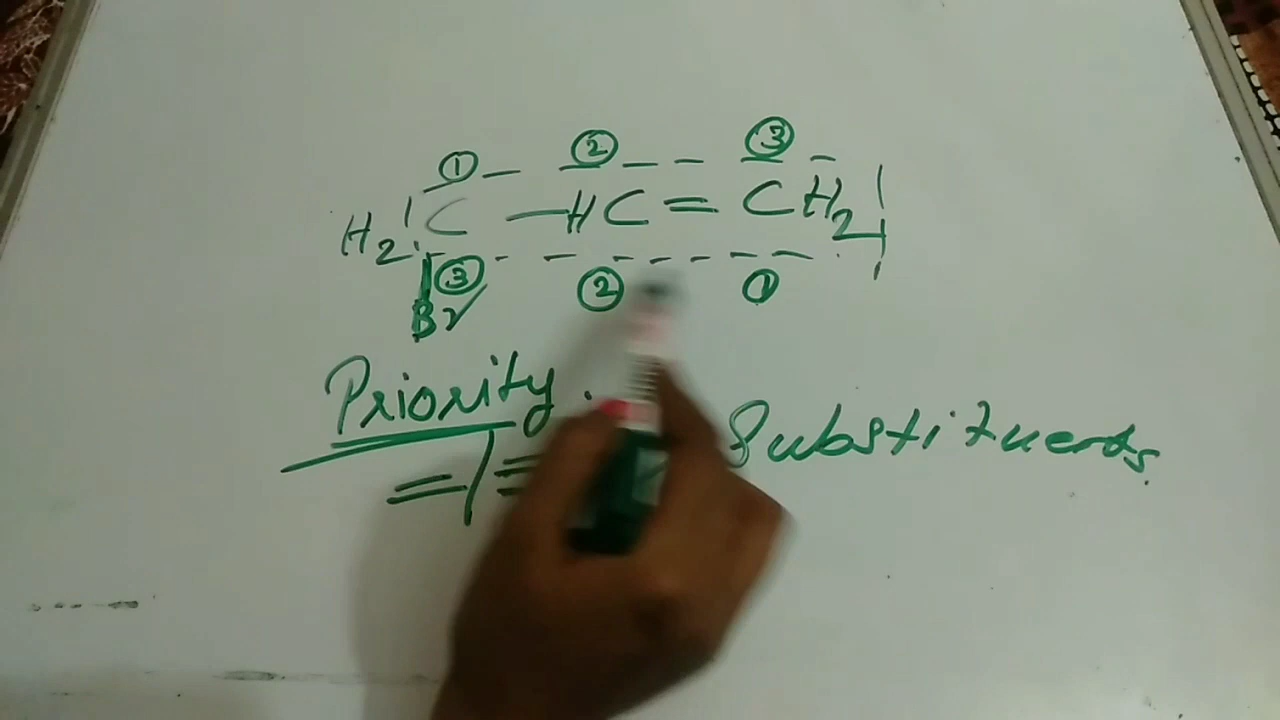 ① ② ③
H₂C — HC = CH₂
③ ② ①
Br
Priority. Substituents
= / =